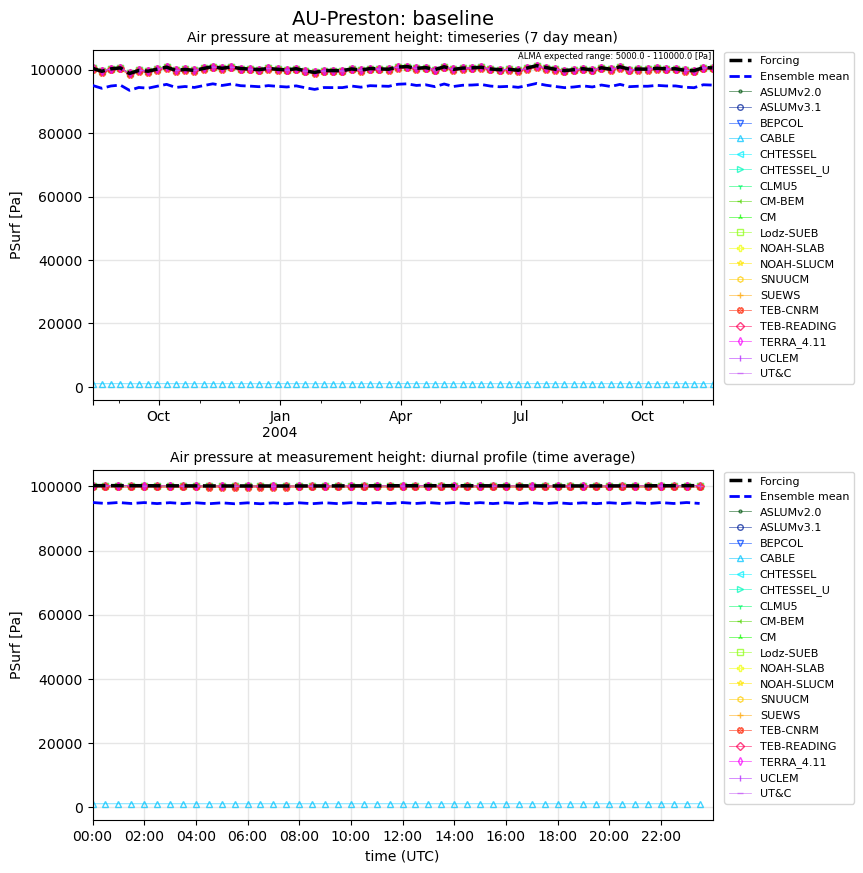 AU-Preston: baseline
Air pressure at measurement height: timeseries (7 day mean)
ALMA expected range: 5000.0 - 110000.0 [Pa]
PSurf [Pa]
100000
80000
60000
40000
20000
0
Oct
Jan
2004
Apr
Jul
Oct
Forcing
Ensemble mean
ASLUMv2.0
ASLUMv3.1
BEPCOL
CABLE
CHTESSEL
CHTESSEL_U
CLMU5
CM-BEM
CM
Lodz-SUEB
NOAH-SLAB
NOAH-SLUCM
SNUUCM
SUEWS
TEB-CNRM
TEB-READING
TERRA_4.11
UCLEM
UT&C
Air pressure at measurement height: diurnal profile (time average)
PSurf [Pa]
100000
80000
60000
40000
20000
0
00:00
02:00
04:00
06:00
08:00
10:00
12:00
14:00
16:00
18:00
20:00
22:00
time (UTC)
Forcing
Ensemble mean
ASLUMv2.0
ASLUMv3.1
BEPCOL
CABLE
CHTESSEL
CHTESSEL_U
CLMU5
CM-BEM
CM
Lodz-SUEB
NOAH-SLAB
NOAH-SLUCM
SNUUCM
SUEWS
TEB-CNRM
TEB-READING
TERRA_4.11
UCLEM
UT&C